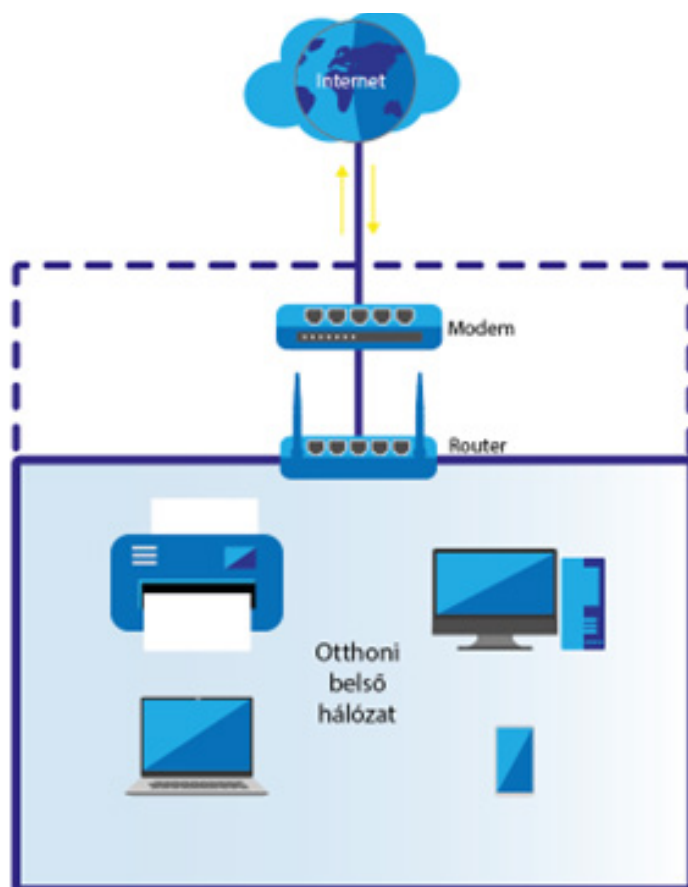 Internet
Modem
Router
Otthoni
belső
hálózat